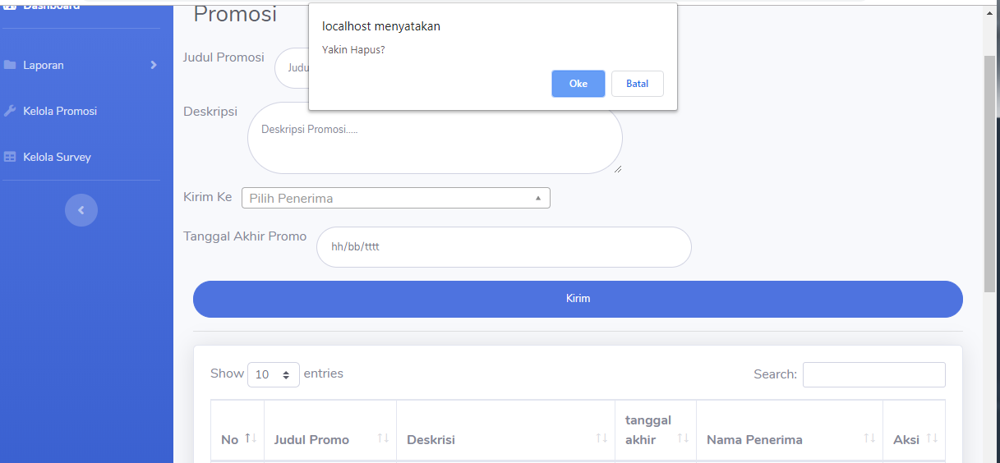 Dashboard
Laporan
Kelola Promosi
Kelola Survey
Promosi
localhost menyatakan
Yakin Hapus?
Oke
Batal
Judul Promosi
Judu
Deskripsi
Deskripsi Promosi.....
Kirim Ke
Pilih Penerima
Tanggal Akhir Promo
hh/bb/tttt
Kirim
Show 10 entries
Search:
No
Judul Promo
Deskrisi
tanggal
akhir
Nama Penerima
Aksi